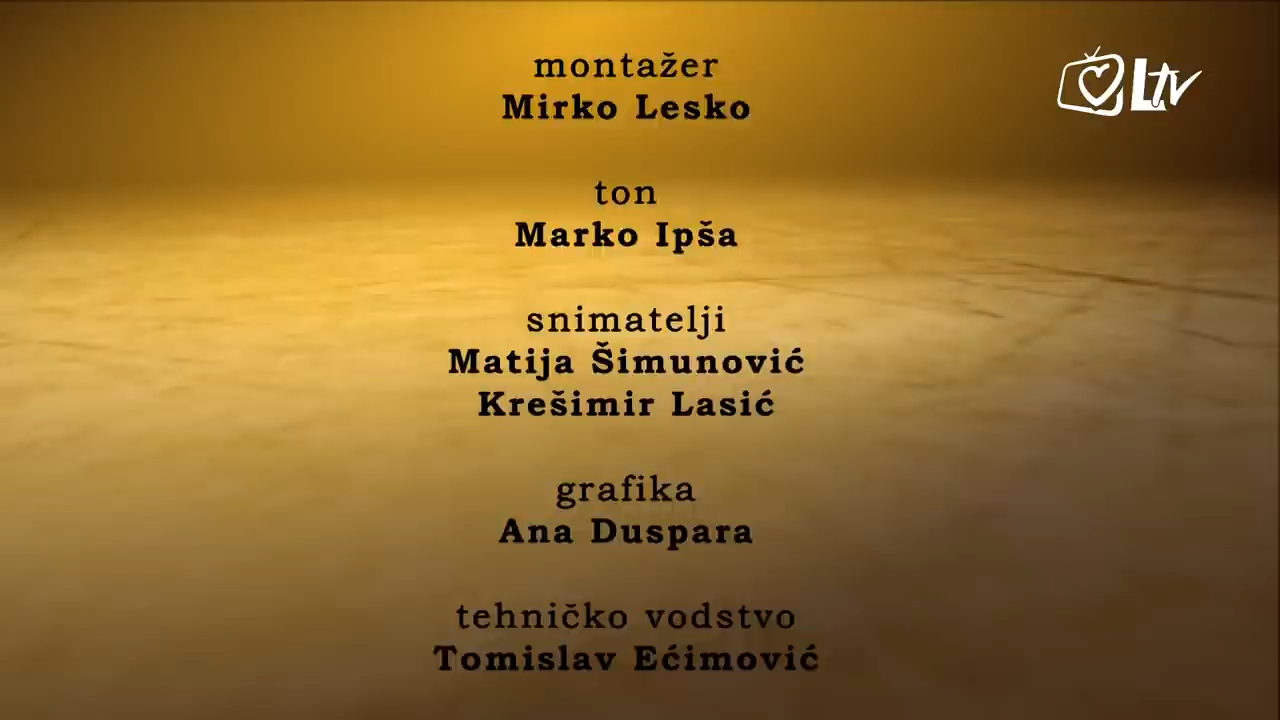 montažer
Mirko Lesko
LTV
ton
Marko Ipša
snimatelji
Matija Šimunović
Krešimir Lasić
grafika
Ana Duspara
tehničko vodstvo
Tomislav Ećimović